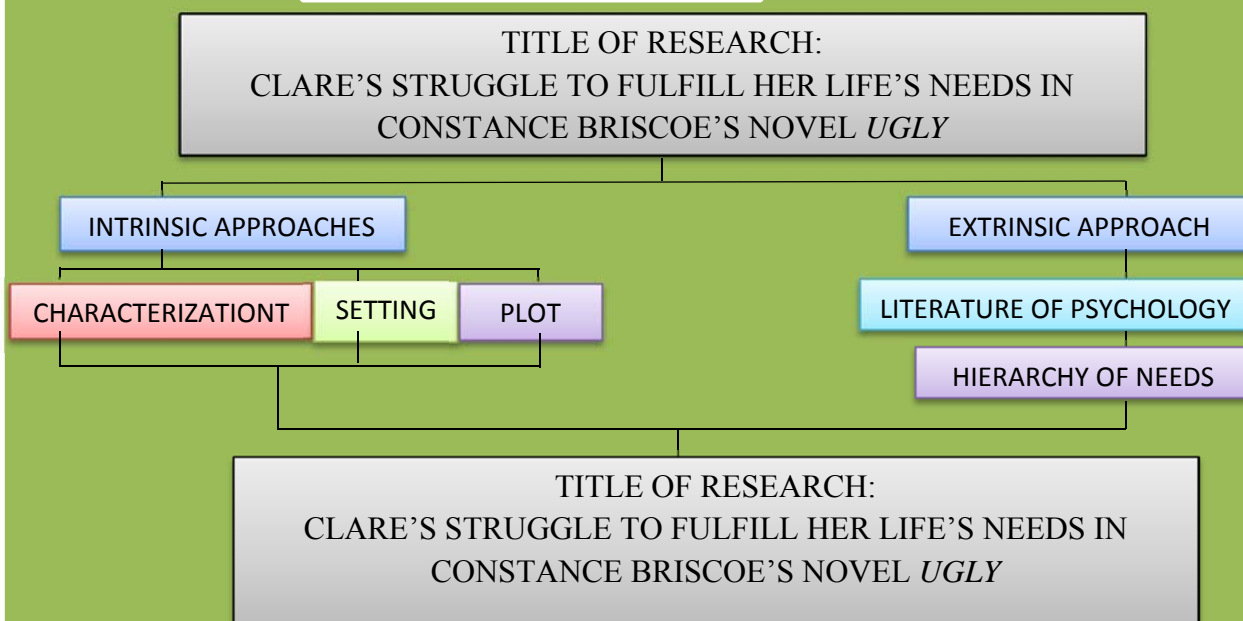 TITLE OF RESEARCH:
CLARE’S STRUGGLE TO FULFILL HER LIFE’S NEEDS IN
CONSTANCE BRISCOE’S NOVEL UGLY
INTRINSIC APPROACHES
EXTRINSIC APPROACH
CHARACTERIZATIONT
SETTING
PLOT
LITERATURE OF PSYCHOLOGY
HIERARCHY OF NEEDS
TITLE OF RESEARCH:
CLARE’S STRUGGLE TO FULFILL HER LIFE’S NEEDS IN
CONSTANCE BRISCOE’S NOVEL UGLY